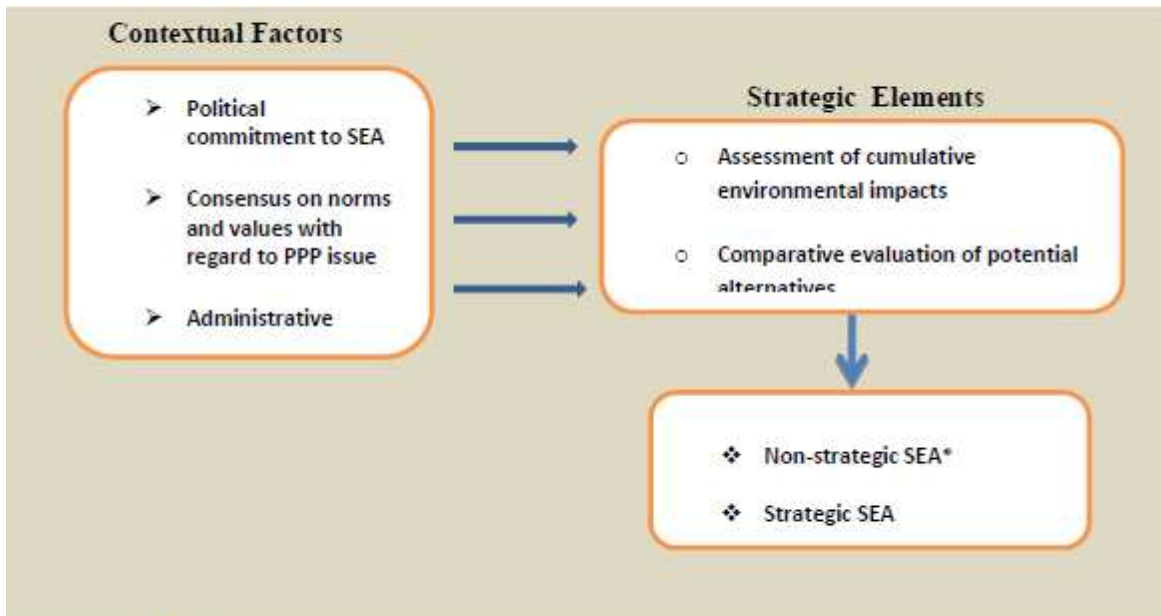 Contextual Factors
➢ Political
commitment to SEA
➢ Consensus on norms
and values with
regard to PPP issue
➢ Administrative
Strategic Elements
○ Assessment of cumulative
environmental impacts
○ Comparative evaluation of potential
alternatives
❖ Non-strategic SEA*
❖ Strategic SEA